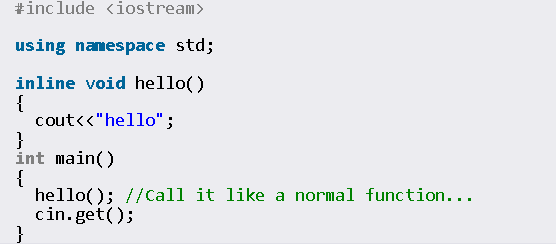 #include <iostream>
using namespace std;
inline void hello()
{
cout<<"hello";
}
int main()
{
hello(); //Call it like a normal function...
cin.get();
}